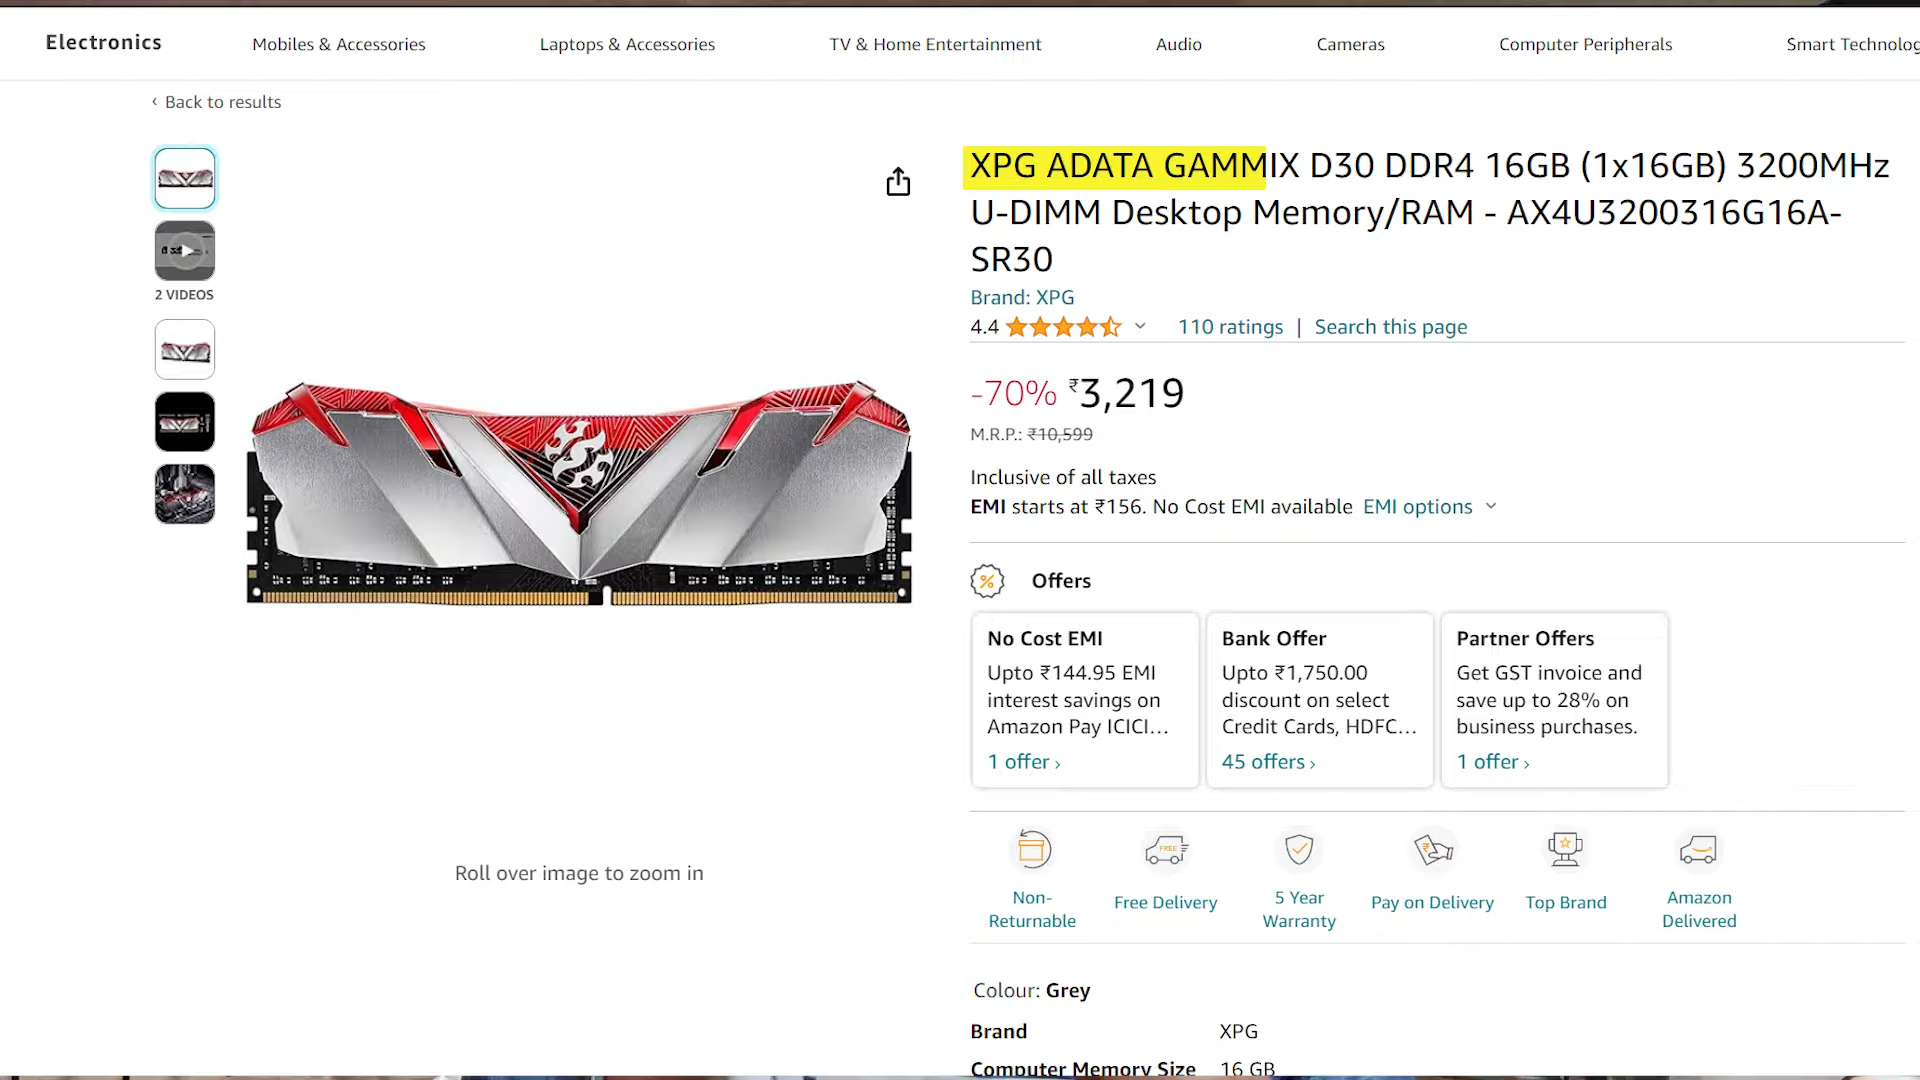 Electronics
Mobiles & Accessories
Laptops & Accessories
TV & Home Entertainment
Audio
Cameras
Computer Peripherals
Smart Technolog
‹ Back to results
2 VIDEOS
XPG ADATA GAMMIX D30 DDR4 16GB (1x16GB) 3200MHz
U-DIMM Desktop Memory/RAM - AX4U3200316G16A-
SR30
Brand: XPG
4.4
110 ratings | Search this page
-70% ₹3,219
M.R.P.: ₹10,599
Inclusive of all taxes
EMI starts at ₹156. No Cost EMI available EMI options
Offers
No Cost EMI
Upto ₹144.95 EMI
interest savings on
Amazon Pay ICICI...
1 offer ›
Bank Offer
Upto ₹1,750.00
discount on select
Credit Cards, HDFC...
45 offers ›
Partner Offers
Get GST invoice and
save up to 28% on
business purchases.
1 offer ›
FREE
Non-
Returnable
Free Delivery
5 Year
Warranty
Pay on Delivery
Top Brand
Amazon
Delivered
Roll over image to zoom in
Colour: Grey
Brand XPG
Computer Memory Size 16 GB